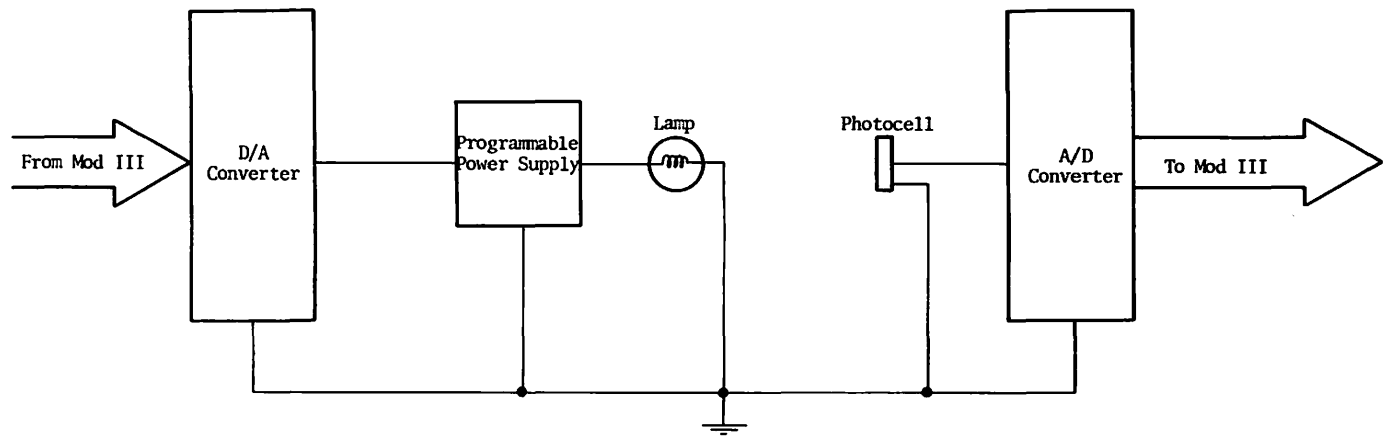 From Mod III
D/A
Converter
Programmable
Power Supply
Lamp
Photocell
A/D
Converter
To Mod III